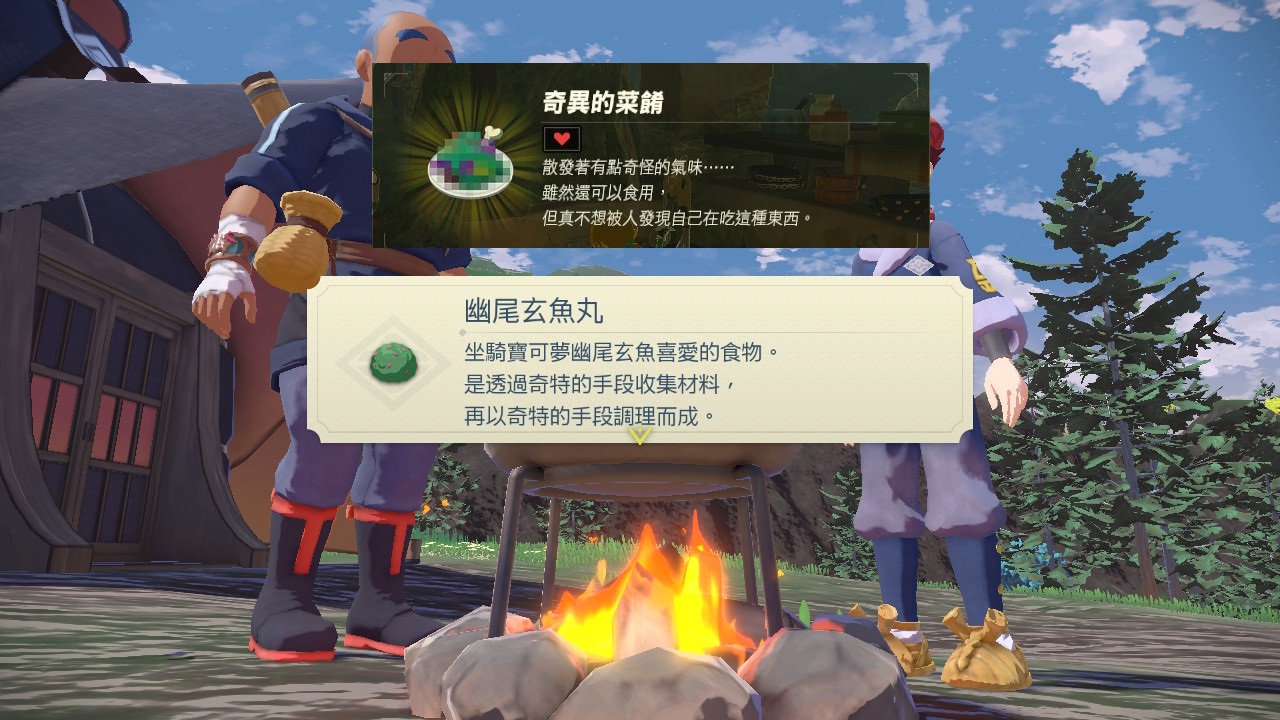 奇異的菜餚
散發著有點奇怪的氣味⋯⋯
雖然還可以食用，
但真不想被人發現自己在吃這種東西。
幽尾玄魚丸
坐騎寶可夢幽尾玄魚喜愛的食物。
是透過奇特的手段收集材料，
再以奇特的手段調理而成。